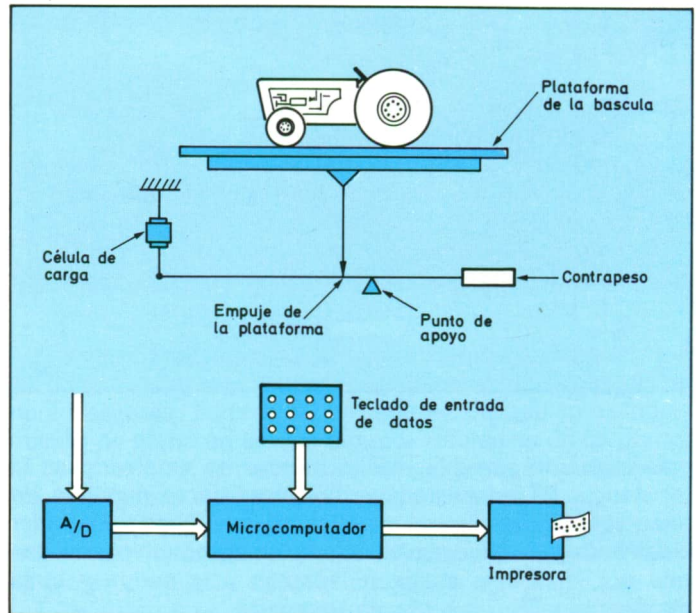 Plataforma
de la bascula
Célula de
carga
Contrapeso
Empuje de
la plataforma
Punto de
apoyo
Teclado de entrada
de datos
A/D
Microcomputador
Impresora